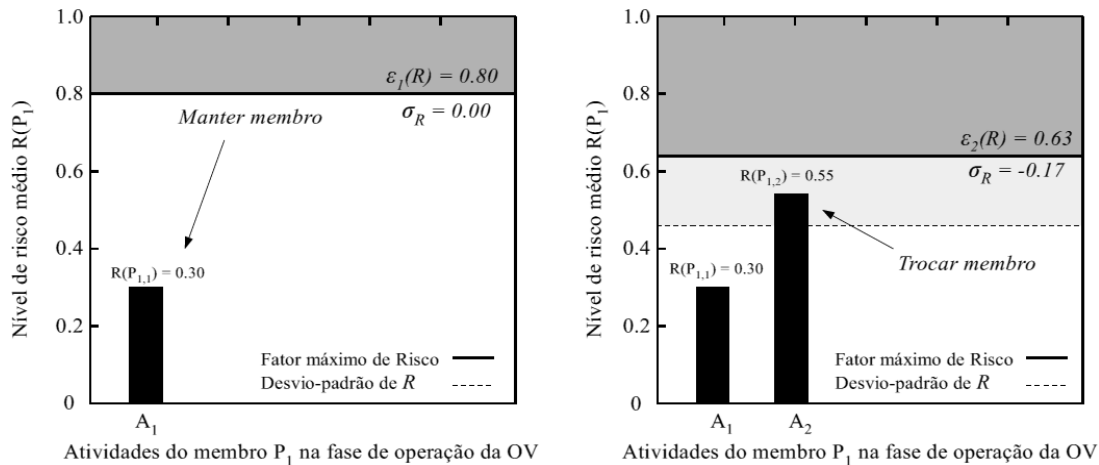 1.0
0.8
0.6
0.4
0.2
0
Nível de risco médio R(P₁)
ε₁(R) = 0.80
σ_R = 0.00
Manter membro
R(P₁,₁) = 0.30
Fator máximo de Risco
Desvio-padrão de R
A₁
Atividades do membro P₁ na fase de operação da OV
1.0
0.8
0.6
0.4
0.2
0
Nível de risco médio R(P₁)
ε₂(R) = 0.63
σ_R = -0.17
R(P₁,₂) = 0.55
Trocar membro
R(P₁,₁) = 0.30
Fator máximo de Risco
Desvio-padrão de R
A₁
A₂
Atividades do membro P₁ na fase de operação da OV